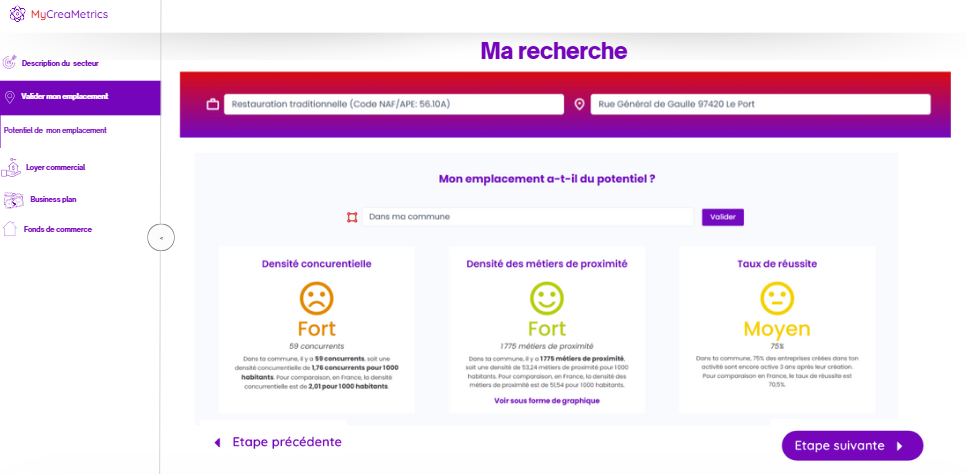 MyCreaMetrics
Description du secteur
Valider mon emplacement
Potentiel de mon emplacement
Loyer commercial
Business plan
Fonds de commerce
<
Ma recherche
Restauration traditionnelle (Code NAF/APE: 56.10A)
Rue Général de Gaulle 97420 Le Port
Mon emplacement a-t-il du potentiel ?
Dans ma commune
Valider
Densité concurentielle
Fort
59 concurrents
Dans ta commune, il y a 59 concurrents, soit une
densité concurentielle de 1,76 concurrents pour 1000
habitants. Pour comparaison, en France, la densité
concurentielle est de 2,01 pour 1000 habitants.
Densité des métiers de proximité
Fort
1775 métiers de proximité
Dans ta commune, il y a 1775 métiers de proximité,
soit une densité de 53,24 métiers de proximité pour 1000
habitants. Pour comparaison, en France, la densité des
métiers de proximité est de 51,54 pour 1000 habitants.
Voir sous forme de graphique
Taux de réussite
Moyen
75%
Dans ta commune, 75% des entreprises créées dans ton
activité sont encore active 3 ans après leur création.
Pour comparaison en France, le taux de réussite est
70,5%.
Etape précédente
Etape suivante